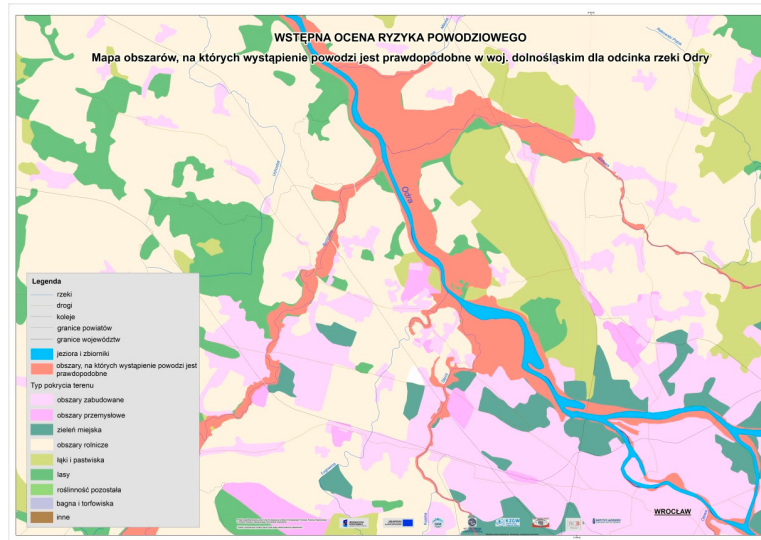 WSTĘPNA OCENA RYZYKA POWODZIOWEGO
Mapa obszarów, na których wystąpienie powodzi jest prawdopodobne w woj. dolnośląskim dla odcinka rzeki Odry
Odra
WROCŁAW
Legenda
rzeki
drogi
koleje
granice powiatów
granice województw
jeziora i zbiorniki
obszary, na których wystąpienie powodzi jest
prawdopodobne
Typ pokrycia terenu
obszary zabudowane
obszary przemysłowe
zieleń miejska
obszary rolnicze
łąki i pastwiska
lasy
roślinność pozostała
bagna i torfowiska
inne